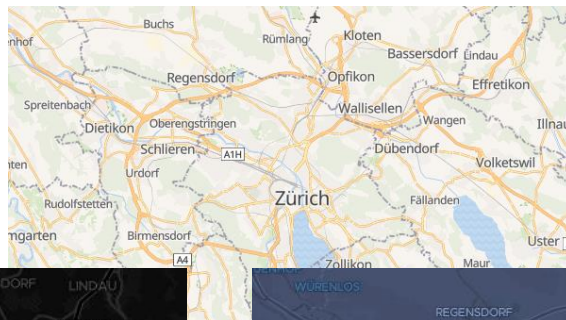 Buchs
Kloten
Rümlang
Bassersdorf
Lindau
Regensdorf
Opfikon
Effretikon
Spreitenbach
Wallisellen
Oberengstringen
Wangen
Dietikon
Illnau
Schlieren
A1H
Dübendorf
Volketswil
Urdorf
Zürich
Rudolfstetten
Fällanden
Birmensdorf
Uster
A4
Zollikon
Maur
DORF
LINDAU
WÜRENLOS
REGENSDORF